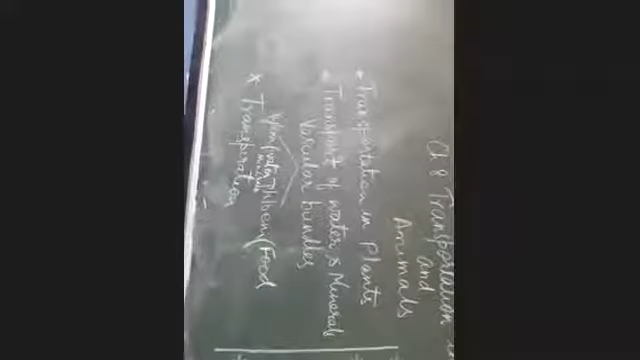 Ch 8 Transportation
and
Animals
* Transportation in Plants
* Transport of water & Minerals
Vascular bundles
Xylem (water minerals Phloem (Food
* Transpiration